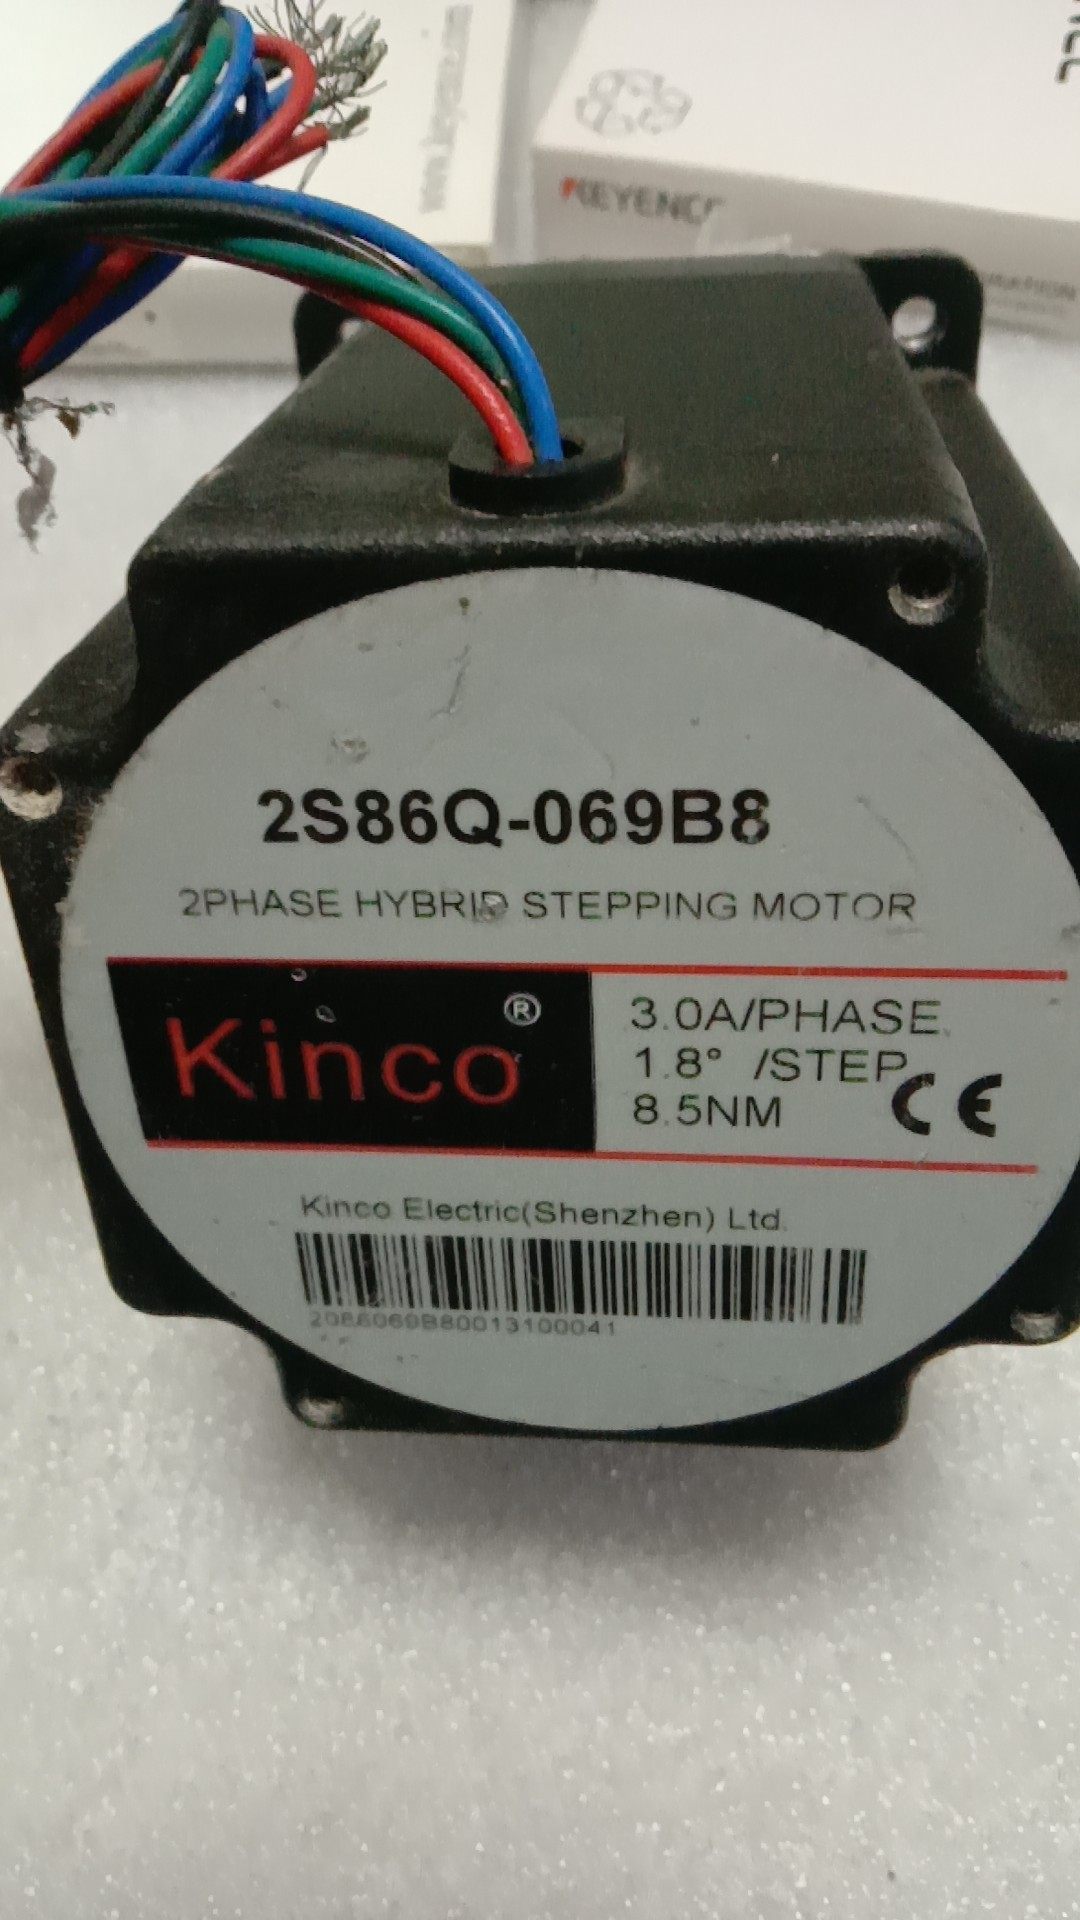 KEYENCE
2S86Q-069B8
2PHASE HYBRID STEPPING MOTOR
Kinco®
3.0A/PHASE
1.8° /STEP
8.5NM
CE
Kinco Electric(Shenzhen) Ltd.
2086069B80013100041